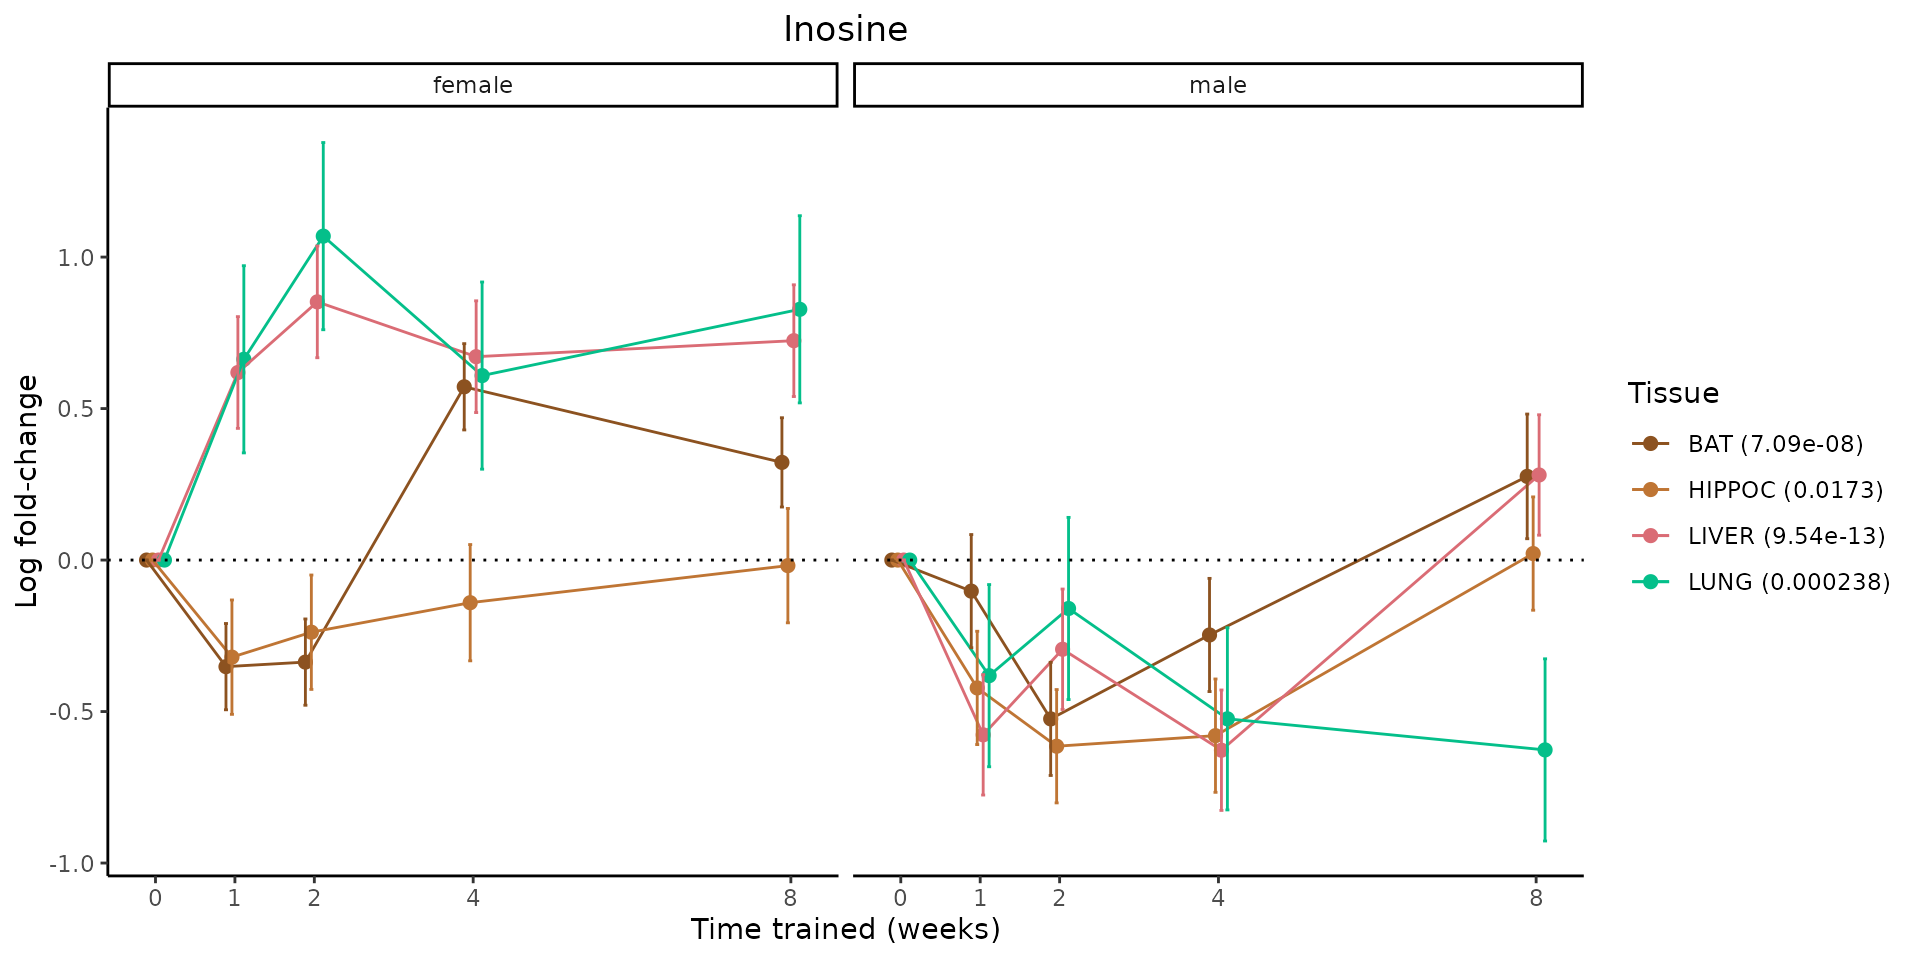 Inosine
female
male
Log fold-change
1.0
0.5
0.0
-0.5
-1.0
0 1 2 4 8
0 1 2 4 8
Time trained (weeks)
Tissue
BAT (7.09e-08)
HIPPOC (0.0173)
LIVER (9.54e-13)
LUNG (0.000238)